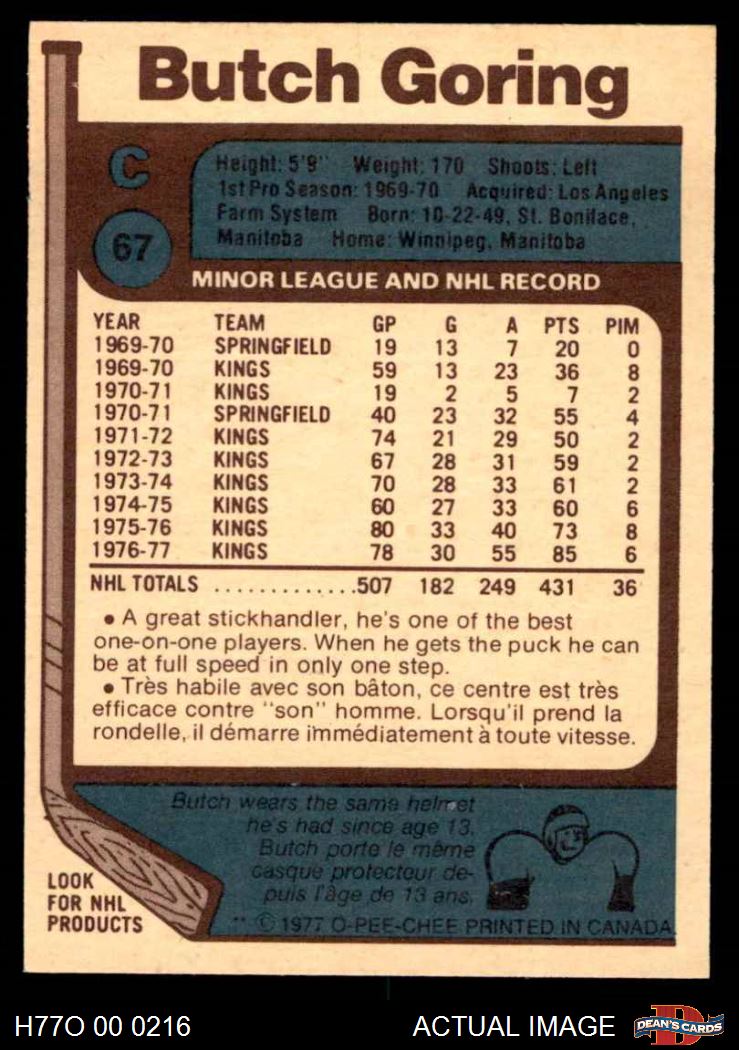 Butch Goring
C
67
Height: 5'9" Weight: 170 Shoots: Left
1st Pro Season: 1969-70 Acquired: Los Angeles
Farm System Born: 10-22-49, St. Boniface,
Manitoba Home: Winnipeg, Manitoba
MINOR LEAGUE AND NHL RECORD
YEAR TEAM GP G A PTS PIM
1969-70 SPRINGFIELD 19 13 7 20 0
1969-70 KINGS 59 13 23 36 8
1970-71 KINGS 19 2 5 7 2
1970-71 SPRINGFIELD 40 23 32 55 4
1971-72 KINGS 74 21 29 50 2
1972-73 KINGS 67 28 31 59 2
1973-74 KINGS 70 28 33 61 2
1974-75 KINGS 60 27 33 60 6
1975-76 KINGS 80 33 40 73 8
1976-77 KINGS 78 30 55 85 6
NHL TOTALS .............507 182 249 431 36
• A great stickhandler, he's one of the best
one-on-one players. When he gets the puck he can
be at full speed in only one step.
• Très habile avec son bâton, ce centre est très
efficace contre "son" homme. Lorsqu'il prend la
rondelle, il démarre immédiatement à toute vitesse.
Butch wears the same helmet
he's had since age 13.
Butch porte le même
casque protecteur de-
puis l'âge de 13 ans.
LOOK
FOR NHL
PRODUCTS
** © 1977 O-PEE-CHEE PRINTED IN CANADA
H77O 00 0216
ACTUAL IMAGE
D
DEAN'S CARDS